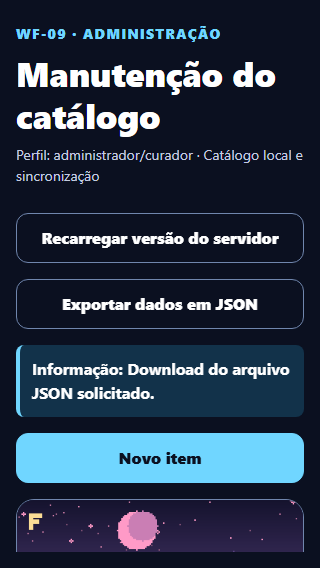 WF-09 · ADMINISTRAÇÃO
Manutenção do
catálogo
Perfil: administrador/curador · Catálogo local e
sincronização
Recarregar versão do servidor
Exportar dados em JSON
Informação: Download do arquivo
JSON solicitado.
Novo item
F